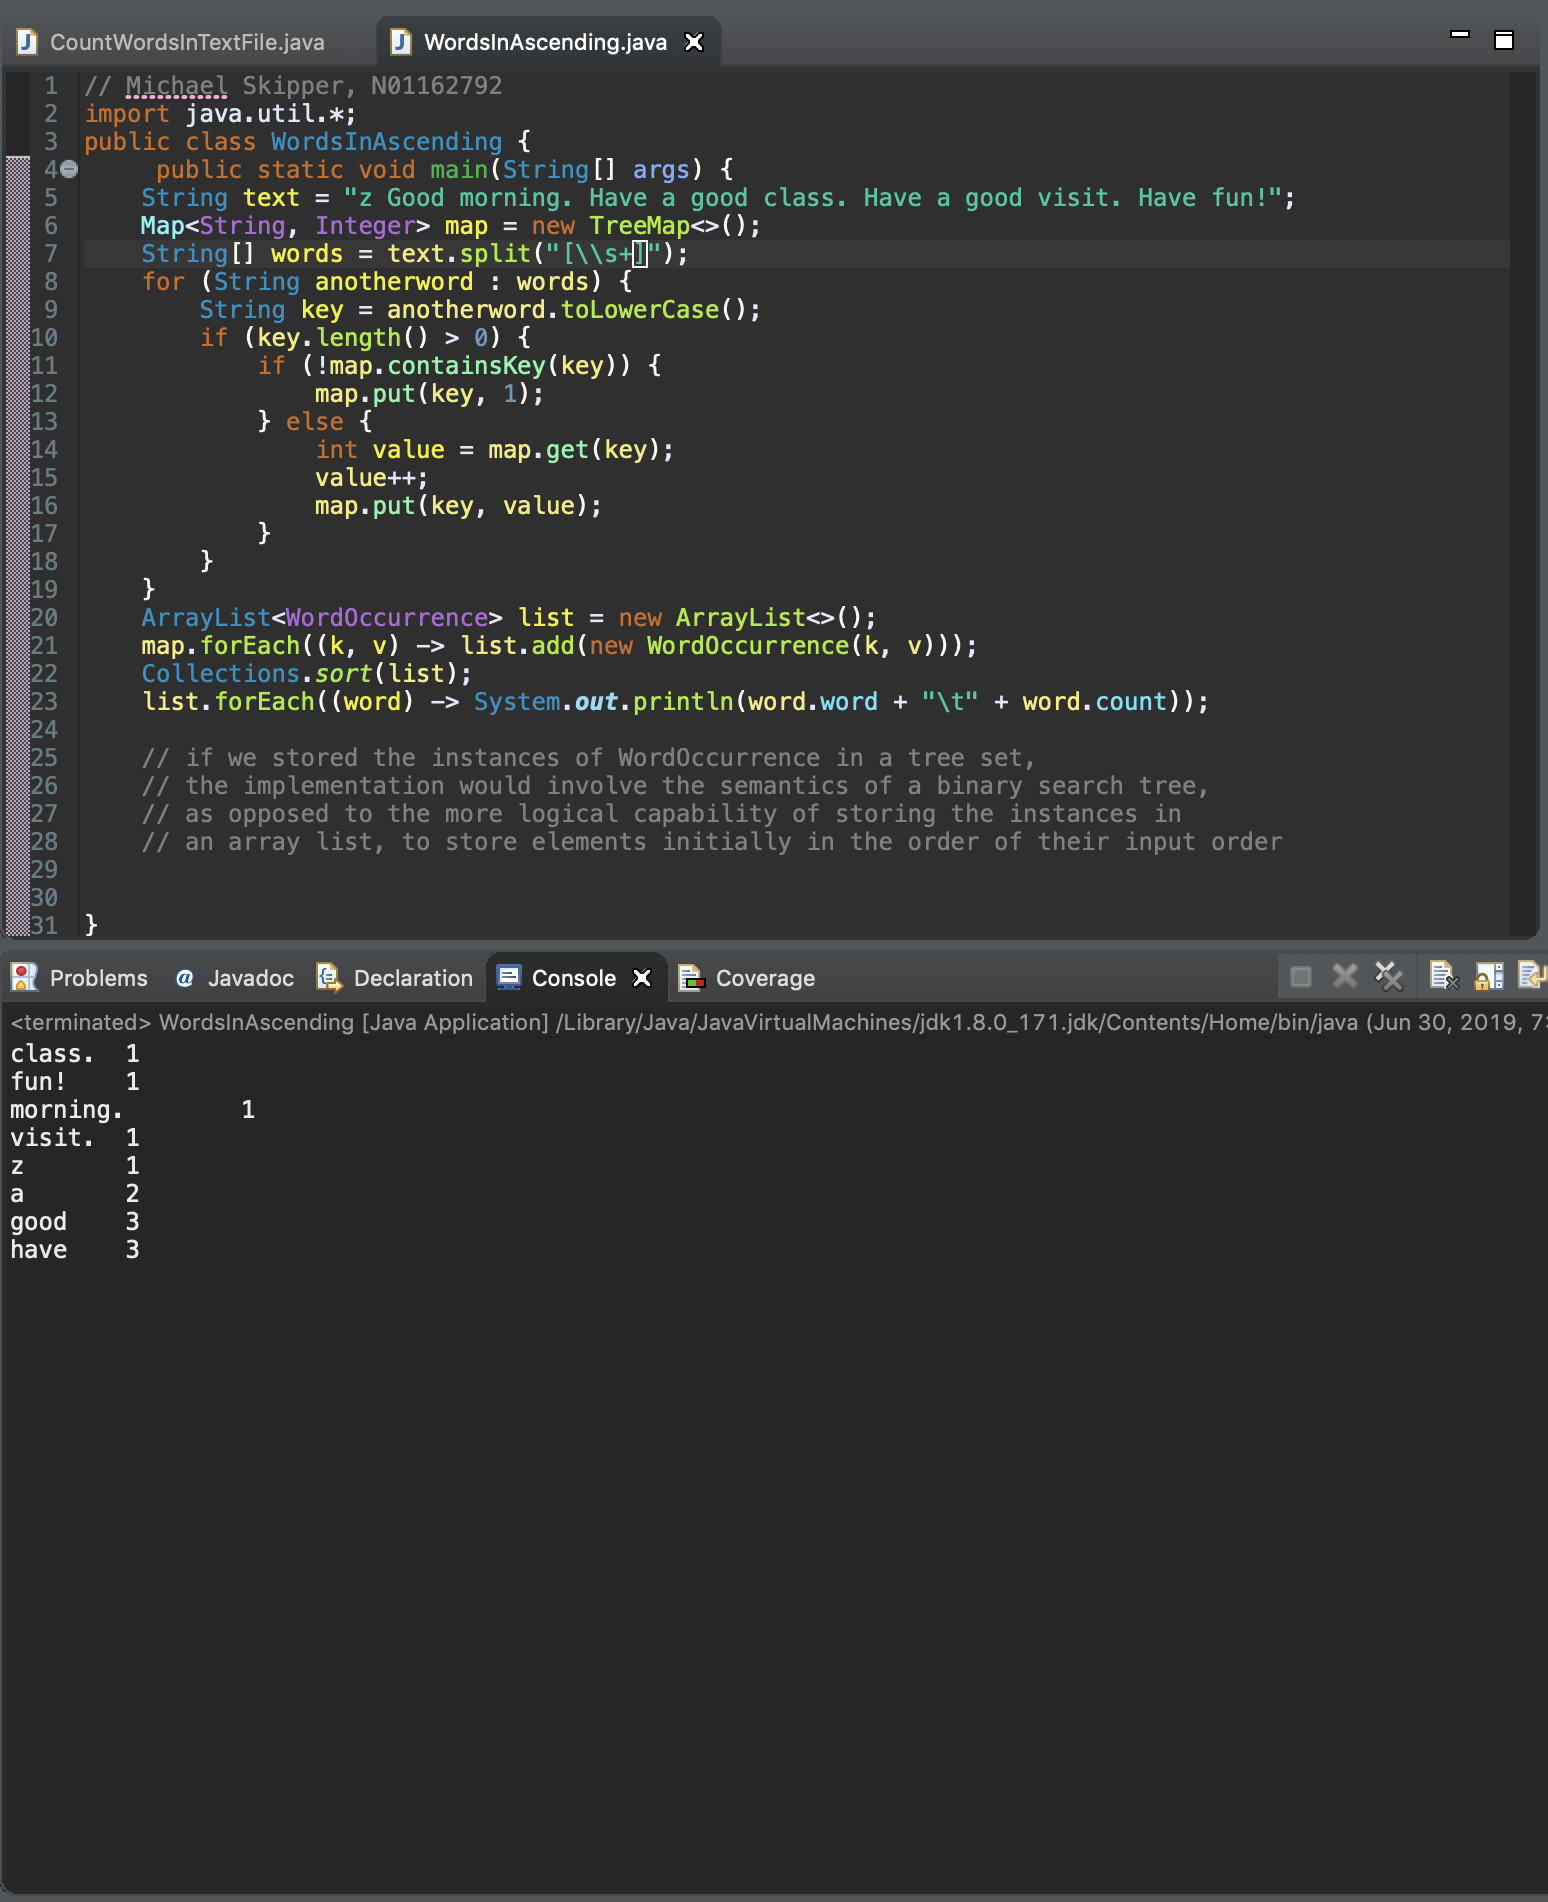 CountWordsInTextFile.java
WordsInAscending.java
1 // Michael Skipper, N01162792
2 import java.util.*;
3 public class WordsInAscending {
4 public static void main(String[] args) {
5 String text = "z Good morning. Have a good class. Have a good visit. Have fun!";
6 Map<String, Integer> map = new TreeMap<>();
7 String[] words = text.split("[\\s+]");
8 for (String anotherword : words) {
9 String key = anotherword.toLowerCase();
10 if (key.length() > 0) {
11 if (!map.containsKey(key)) {
12 map.put(key, 1);
13 } else {
14 int value = map.get(key);
15 value++;
16 map.put(key, value);
17 }
18 }
19 }
20 ArrayList<WordOccurrence> list = new ArrayList<>();
21 map.forEach((k, v) -> list.add(new WordOccurrence(k, v)));
22 Collections.sort(list);
23 list.forEach((word) -> System.out.println(word.word + "\t" + word.count));
24
25 // if we stored the instances of WordOccurrence in a tree set,
26 // the implementation would involve the semantics of a binary search tree,
27 // as opposed to the more logical capability of storing the instances in
28 // an array list, to store elements initially in the order of their input order
29
30
31 }
Problems @ Javadoc Declaration Console Coverage
<terminated> WordsInAscending [Java Application] /Library/Java/JavaVirtualMachines/jdk1.8.0_171.jdk/Contents/Home/bin/java (Jun 30, 2019, 7:
class. 1
fun! 1
morning. 1
visit. 1
z 1
a 2
good 3
have 3